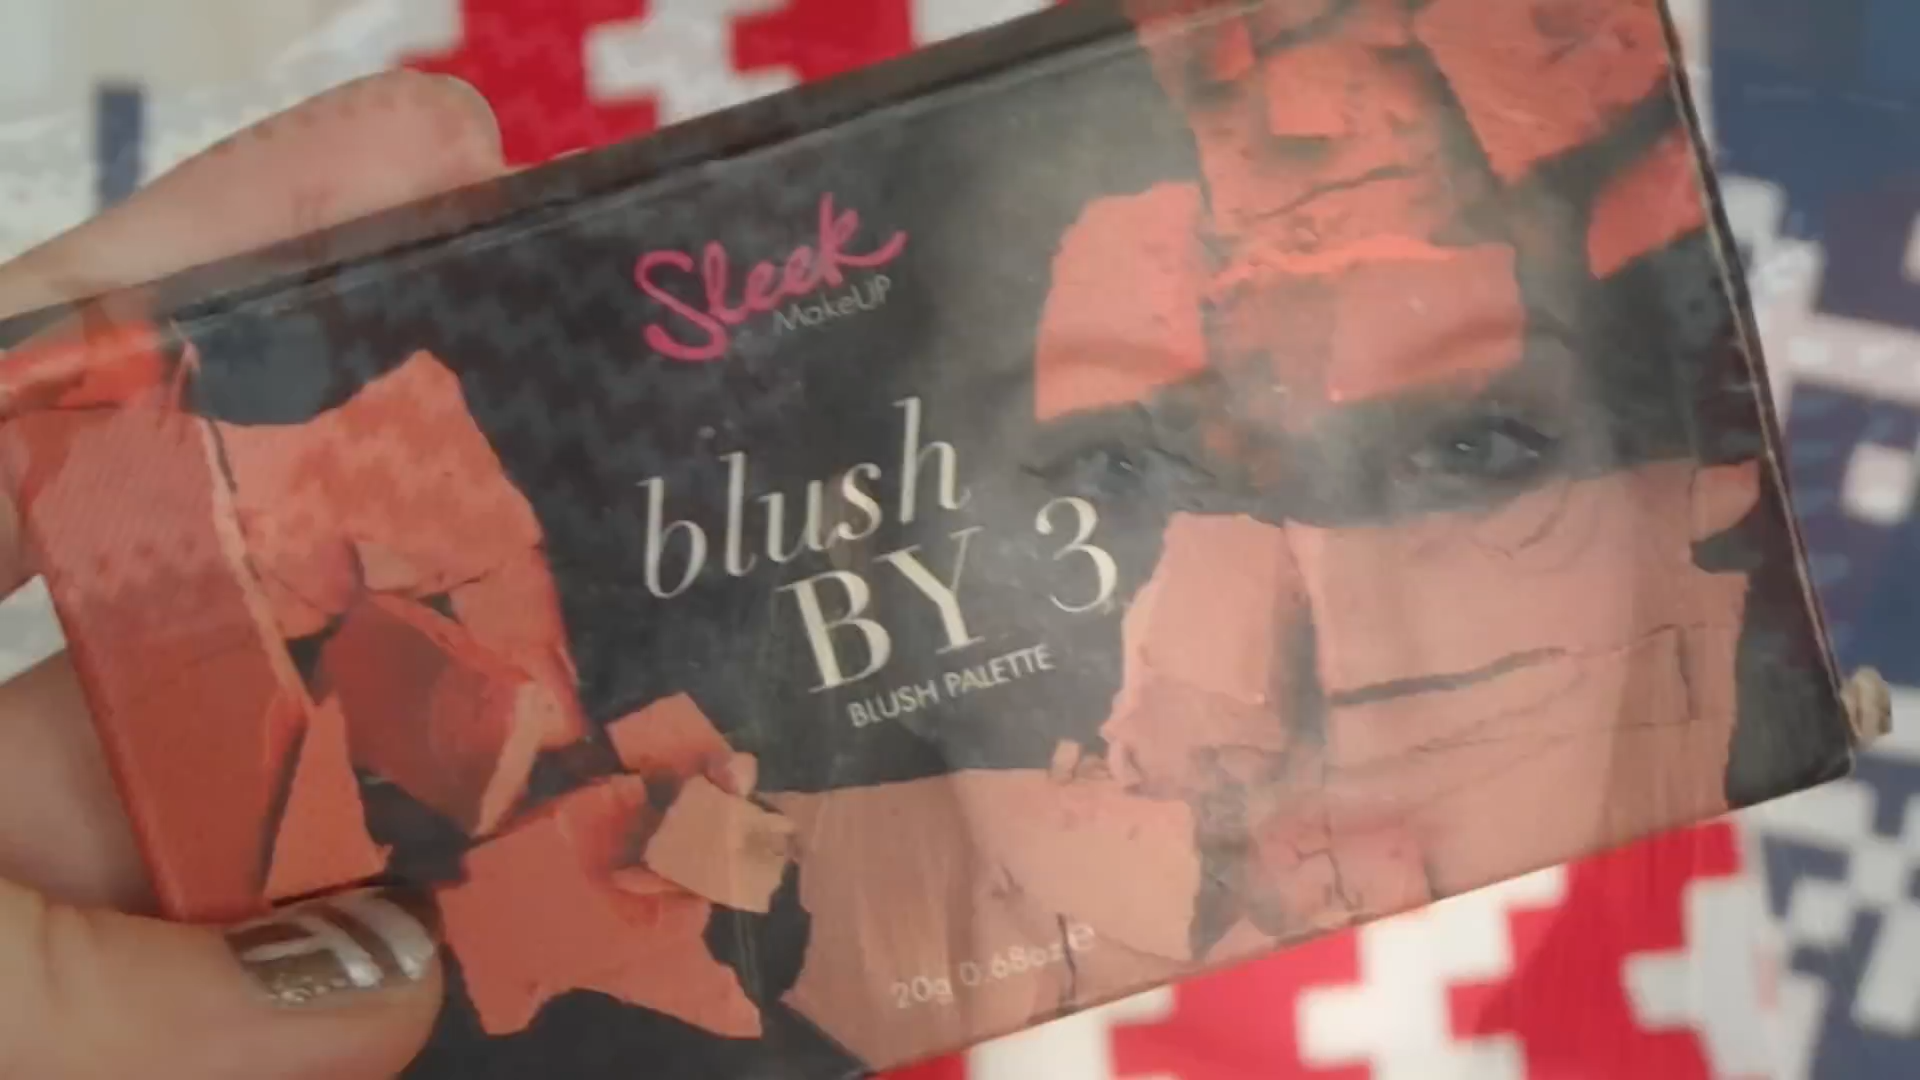 Sleek
MakeUP
blush
BY 3
BLUSH PALETTE
20g 0.68oz e